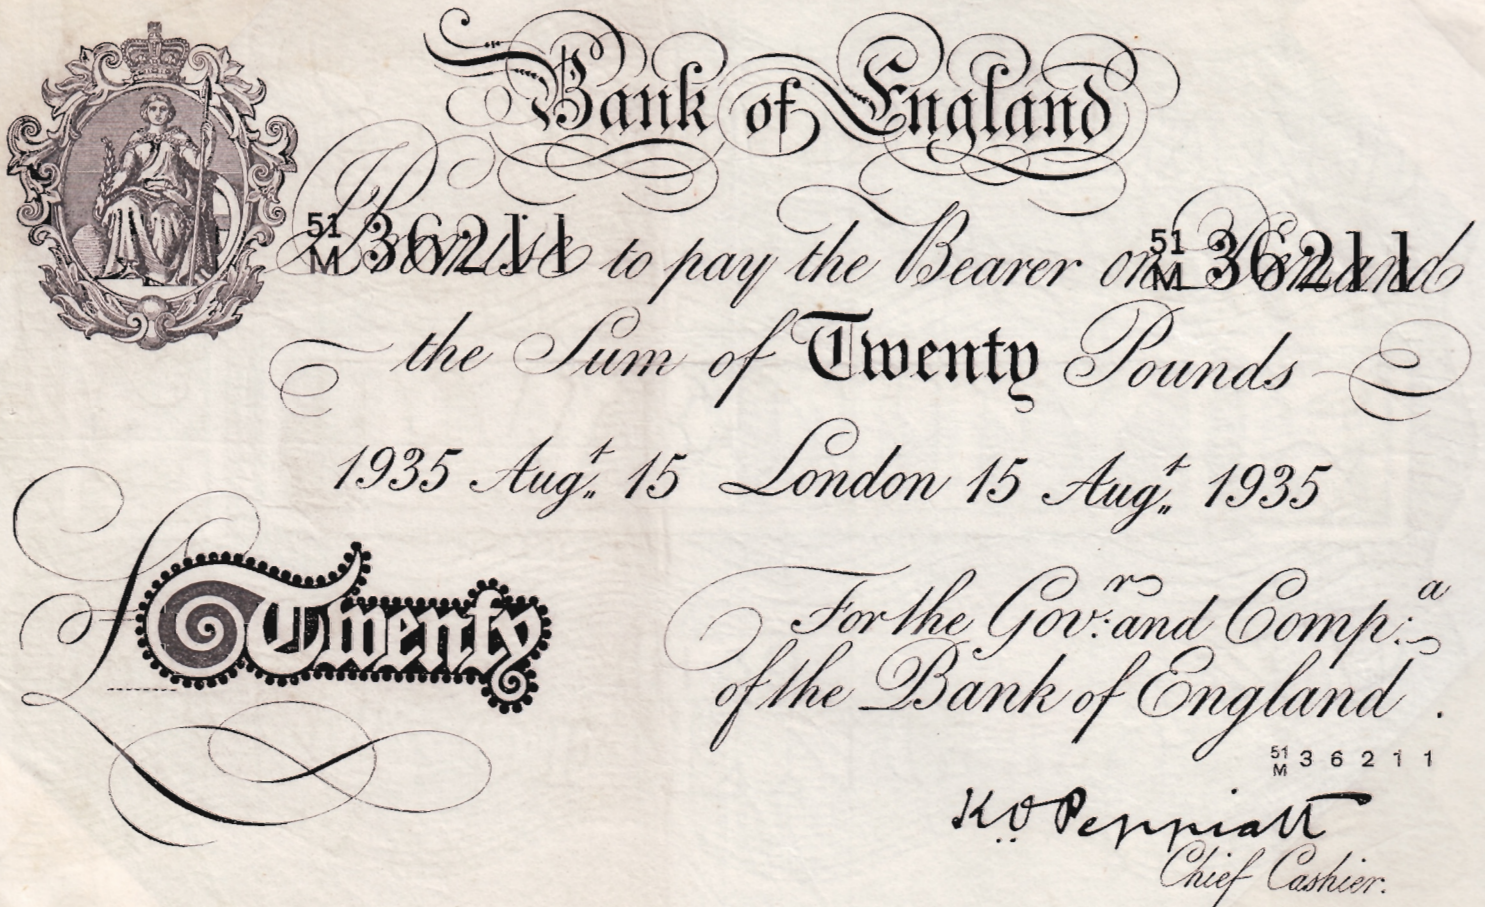 Bank of England
51/M 36211 51/M 36211
I Promise to pay the Bearer on Demand
the Sum of Twenty Pounds
1935 Augt. 15 London 15 Augt. 1935
£ Twenty
For the Govr. and Compa.
of the Bank of England.
51/M 36211
K.O. Peppiatt
Chief Cashier.